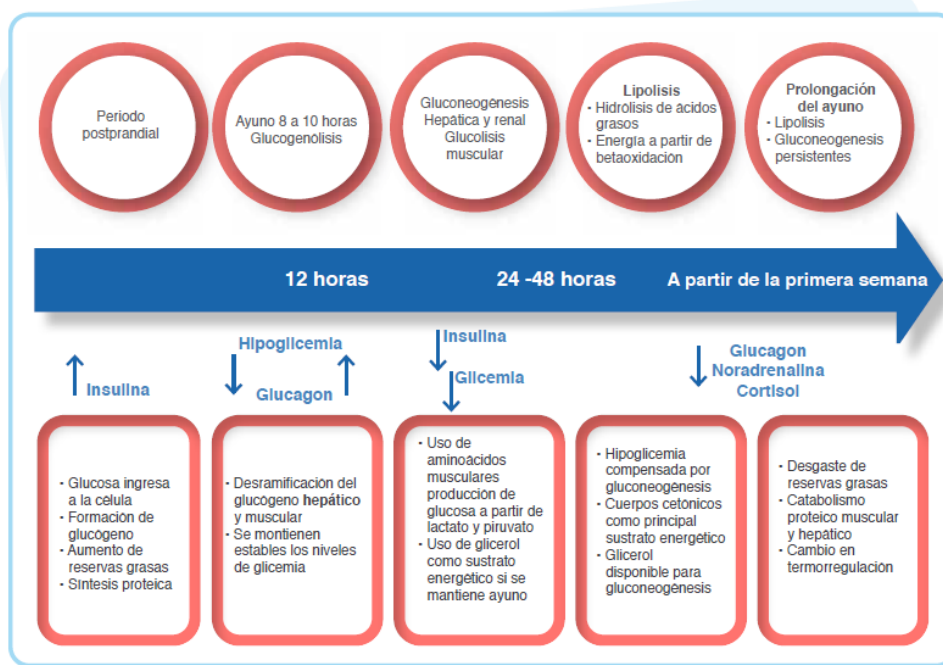 Periodo
postprandial
Ayuno 8 a 10 horas
Glucogenólisis
Gluconeogénesis
Hepática y renal
Glucolisis
muscular
Lipolisis
• Hidrólisis de ácidos
grasos
• Energía a partir de
betaoxidación
Prolongación
del ayuno
• Lipolisis
• Gluconeogenesis
persistentes
12 horas
24 -48 horas
A partir de la primera semana
Insulina
Hipoglicemia
Glucagon
Insulina
Glicemia
Glucagon
Noradrenalina
Cortisol
• Glucosa ingresa
a la célula
• Formación de
glucógeno
• Aumento de
reservas grasas
• Síntesis proteica
• Desramificación del
glucógeno hepático
y muscular
• Se montienen
estables los niveles
de glicemia
• Uso de
aminoácidos
musculares
producción de
glucosa a partir de
lactato y piruvato
• Uso de glicerol
como sustrato
energético si se
mantiene ayuno
• Hipoglicemia
compensada por
gluconeogénesis
• Cuerpos cetónicos
como principal
sustrato energético
• Glicerol
disponible para
gluconeogénesis
• Desgaste de
reservas grasas
• Catabolismo
proteico muscular
y hepático
• Cambio en
termorregulación